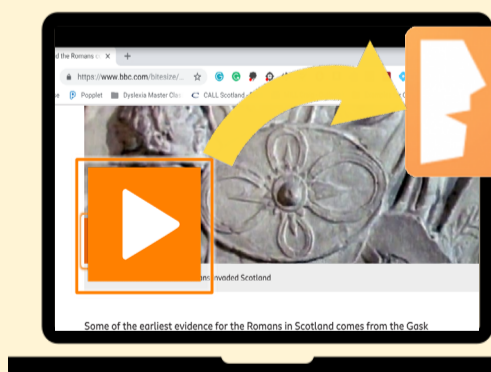 d the Romans
https://www.bbc.com/bitesize/...
Popplet Dyslexia Master Clas CALL Scotland
invaded Scotland
Some of the earliest evidence for the Romans in Scotland comes from the Gask